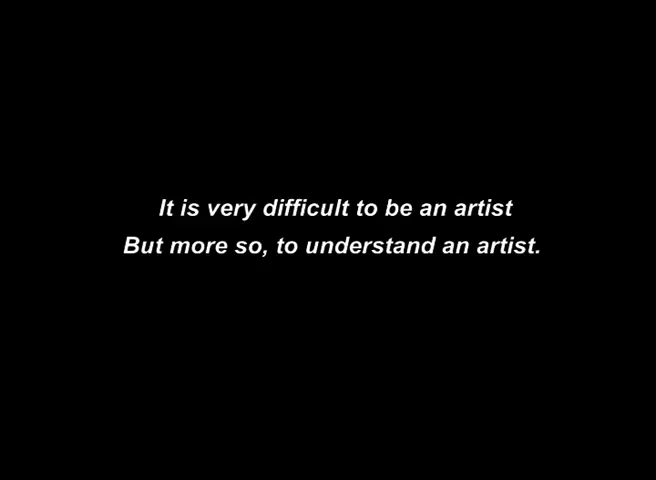 It is very difficult to be an artist
But more so, to understand an artist.